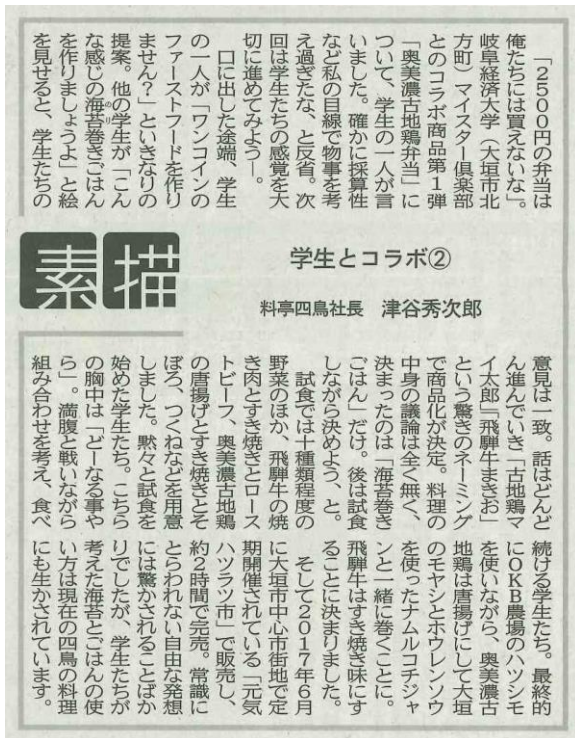 「２５００円の弁当は
俺たちには買えないな」。
岐阜経済大学（大垣市北
方町）マイスター倶楽部
とのコラボ商品第１弾
「奥美濃古地鶏弁当」に
ついて、学生の一人が言
いました。確かに採算性
など私の目線で物事を考
え過ぎたな、と反省。次
回は学生たちの感覚を大
切に進めてみよう―。
口に出した途端、学生
の一人が「ワンコインの
ファーストフードを作り
ません？」といきなりの
提案。他の学生が「こん
な感じの海苔巻きごはん
のり
を作りましょうよ」と絵
を見せると、学生たちの
素描
学生とコラボ②
料亭四鳥社長　津谷秀次郎
意見は一致。話はどんど
ん進んでいき「古地鶏マ
イ太郎」「飛騨牛まきお」
という驚きのネーミング
で商品化が決定。料理の
中身の議論は全く無く、
決まったのは「海苔巻き
ごはん」だけ。後は試食
しながら決めよう、と。
試食では十種類程度の
野菜のほか、飛騨牛の焼
き肉とすき焼きとロース
トビーフ、奥美濃古地鶏
の唐揚げとすき焼きとそ
ぼろ、つくねなどを用意
しました。黙々と試食を
始めた学生たち。こちら
の胸中は「どーなる事や
ら」。満腹と戦いながら
組み合わせを考え、食べ
続ける学生たち。最終的
にＯＫＢ農場のハツシモ
を使いながら、奥美濃古
地鶏は唐揚げにして大垣
のモヤシとホウレンソウ
を使ったナムルコチジャ
ンと一緒に巻くことに。
飛騨牛はすき焼き味にす
ることに決まりました。
そして２０１７年６月
に大垣市中心市街地で定
期開催されている「元気
ハツラツ市」で販売し、
約２時間で完売。常識に
とらわれない自由な発想
には驚かされることばか
りでしたが、学生たちが
考えた海苔とごはんの使
い方は現在の四鳥の料理
にも生かされています。